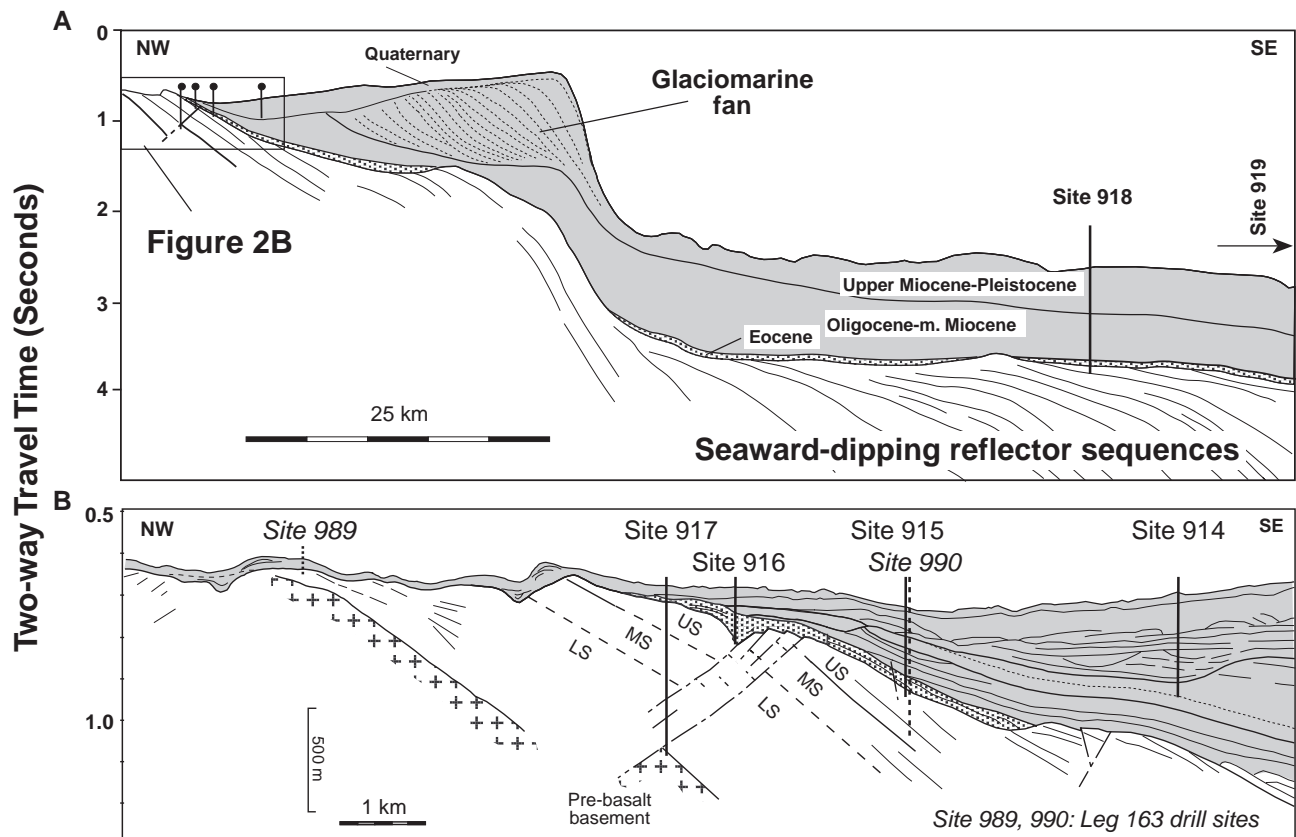 A
0
NW
SE
Quaternary
Glaciomarine
fan
1
2
Site 918
Site 919
Figure 2B
Upper Miocene-Pleistocene
3
Oligocene-m. Miocene
Eocene
4
25 km
Seaward-dipping reflector sequences
Two-way Travel Time (Seconds)
B
0.5
NW
Site 989
Site 917
Site 915
Site 914
SE
Site 916
Site 990
US
MS
LS
US
MS
LS
1.0
500 m
1 km
Pre-basalt
basement
Site 989, 990: Leg 163 drill sites